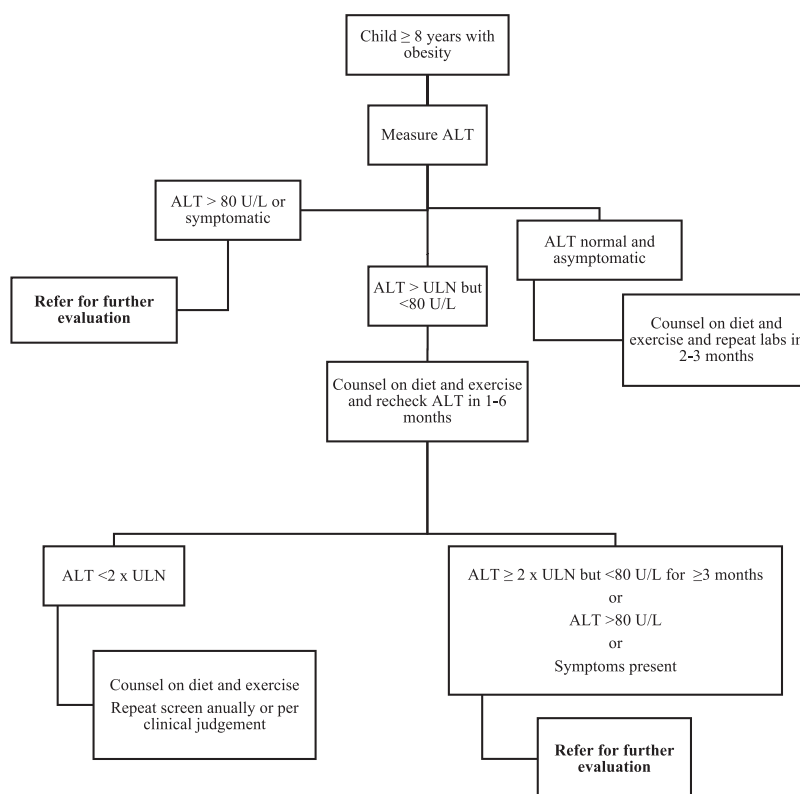 Child ≥ 8 years with
obesity
Measure ALT
ALT > 80 U/L or
symptomatic
Refer for further
evaluation
ALT > ULN but
<80 U/L
ALT normal and
asymptomatic
Counsel on diet and
exercise and repeat labs in
2-3 months
Counsel on diet and exercise
and recheck ALT in 1-6
months
ALT <2 x ULN
Counsel on diet and exercise
Repeat screen anually or per
clinical judgement
ALT ≥ 2 x ULN but <80 U/L for ≥3 months
or
ALT >80 U/L
or
Symptoms present
Refer for further
evaluation